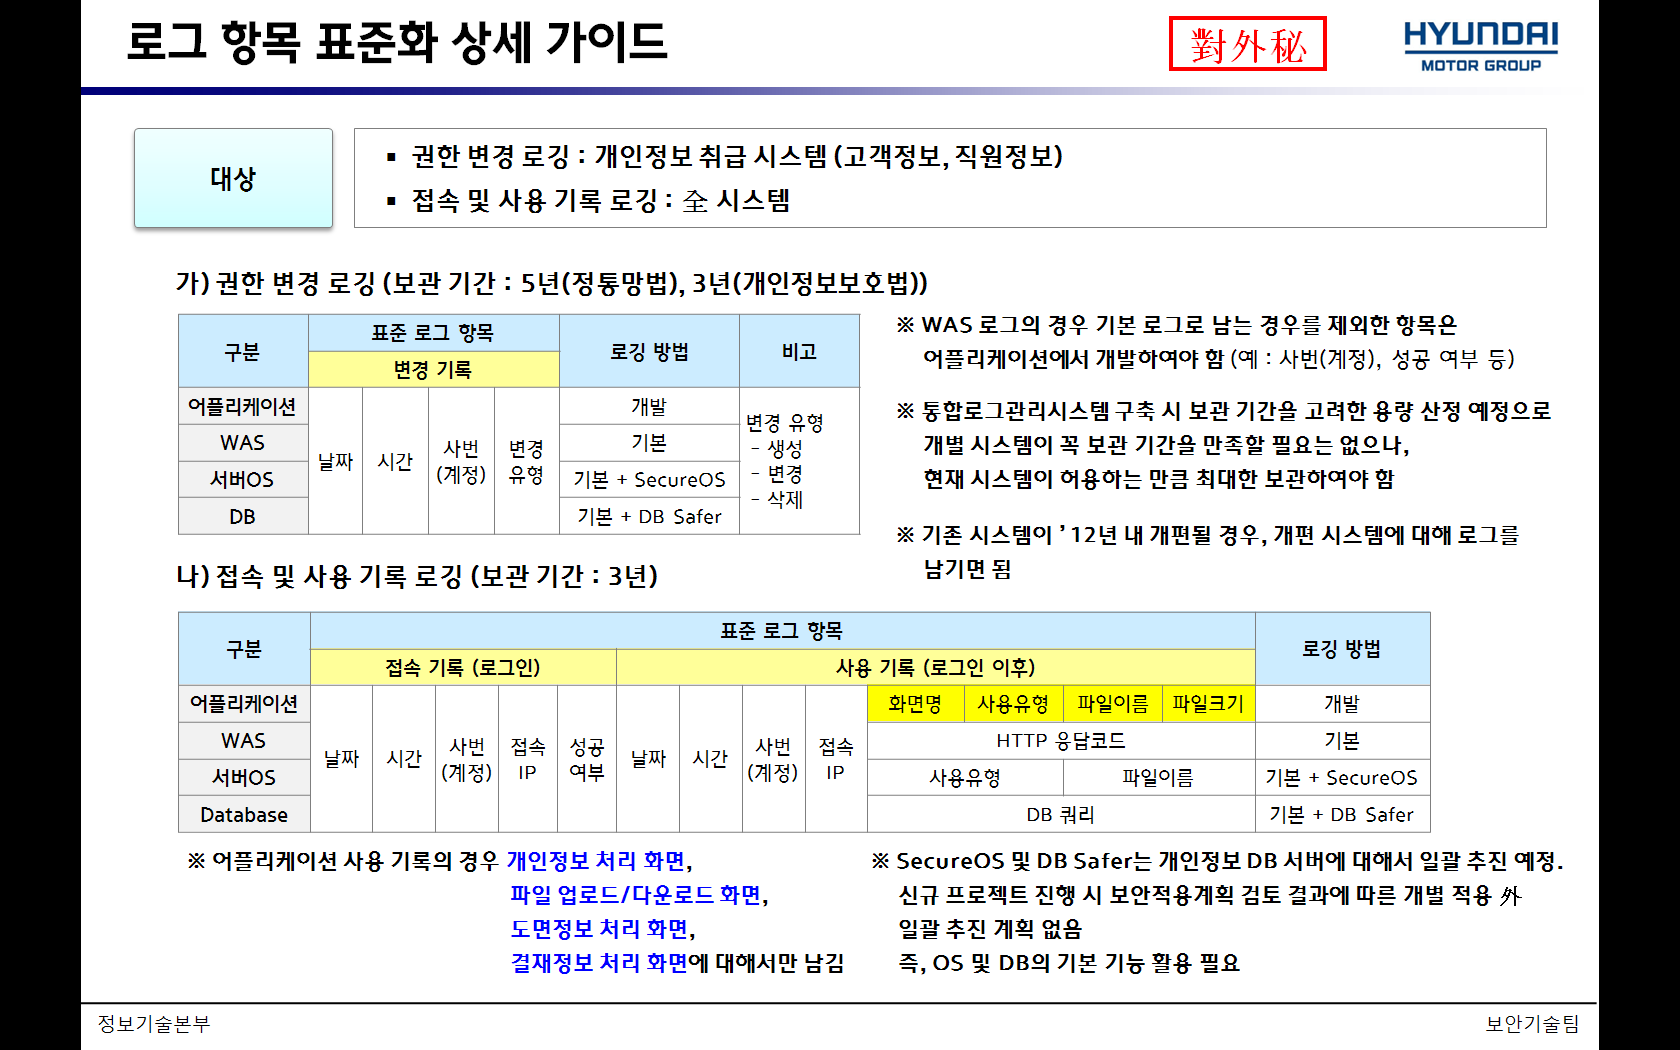 로그 항목 표준화 상세 가이드
對外秘
HYUNDAI
MOTOR GROUP
대상
▪ 권한 변경 로깅 : 개인정보 취급 시스템 (고객정보, 직원정보)
▪ 접속 및 사용 기록 로깅 : 全 시스템
가) 권한 변경 로깅 (보관 기간 : 5년(정통망법), 3년(개인정보보호법))
구분
표준 로그 항목
변경 기록
로깅 방법
비고
어플리케이션
WAS
서버OS
DB
날짜
시간
사번
(계정)
변경
유형
개발
기본
기본 + SecureOS
기본 + DB Safer
변경 유형
- 생성
- 변경
- 삭제
※ WAS 로그의 경우 기본 로그로 남는 경우를 제외한 항목은
어플리케이션에서 개발하여야 함 (예 : 사번(계정), 성공 여부 등)
※ 통합로그관리시스템 구축 시 보관 기간을 고려한 용량 산정 예정으로
개별 시스템이 꼭 보관 기간을 만족할 필요는 없으나,
현재 시스템이 허용하는 만큼 최대한 보관하여야 함
※ 기존 시스템이 ’12년 내 개편될 경우, 개편 시스템에 대해 로그를
남기면 됨
나) 접속 및 사용 기록 로깅 (보관 기간 : 3년)
구분
표준 로그 항목
로깅 방법
접속 기록 (로그인)
사용 기록 (로그인 이후)
어플리케이션
WAS
서버OS
Database
날짜
시간
사번
(계정)
접속
IP
성공
여부
날짜
시간
사번
(계정)
접속
IP
화면명
사용유형
파일이름
파일크기
개발
HTTP 응답코드
기본
사용유형
파일이름
기본 + SecureOS
DB 쿼리
기본 + DB Safer
※ 어플리케이션 사용 기록의 경우 개인정보 처리 화면,
파일 업로드/다운로드 화면,
도면정보 처리 화면,
결재정보 처리 화면에 대해서만 남김
※ SecureOS 및 DB Safer는 개인정보 DB 서버에 대해서 일괄 추진 예정.
신규 프로젝트 진행 시 보안적용계획 검토 결과에 따른 개별 적용 外
일괄 추진 계획 없음
즉, OS 및 DB의 기본 기능 활용 필요
정보기술본부
보안기술팀